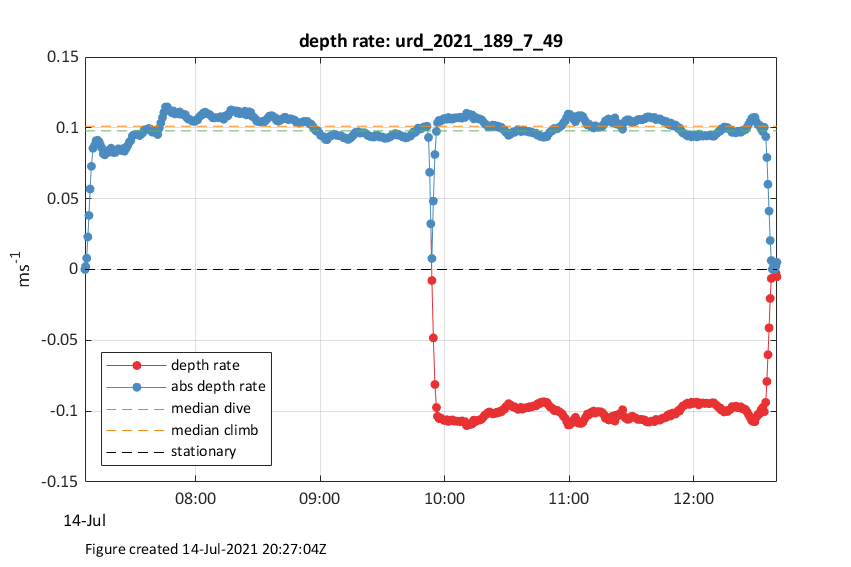 depth rate: urd_2021_189_7_49
0.15
0.1
0.05
0
-0.05
-0.1
-0.15
ms-1
depth rate
abs depth rate
median dive
median climb
stationary
08:00 09:00 10:00 11:00 12:00
14-Jul
Figure created 14-Jul-2021 20:27:04Z